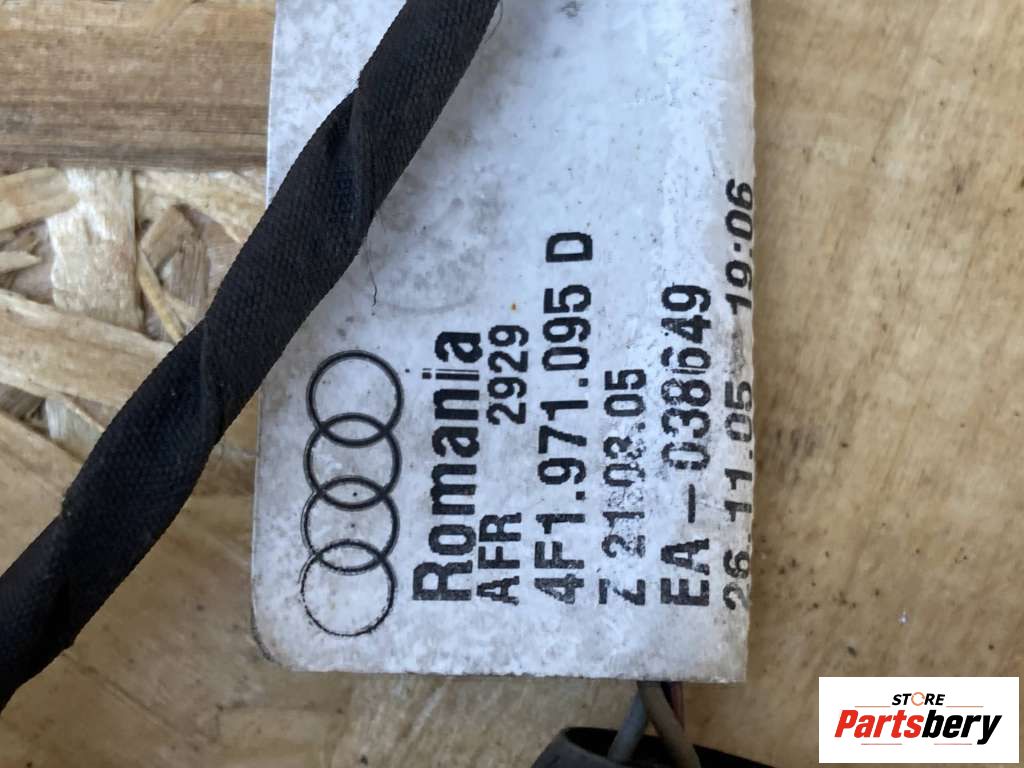 Romania
AFR 2929
4F1.971.095 D
Z 21.03.05
EA-038649
26.11.05 19:06
STORE
Partsbery